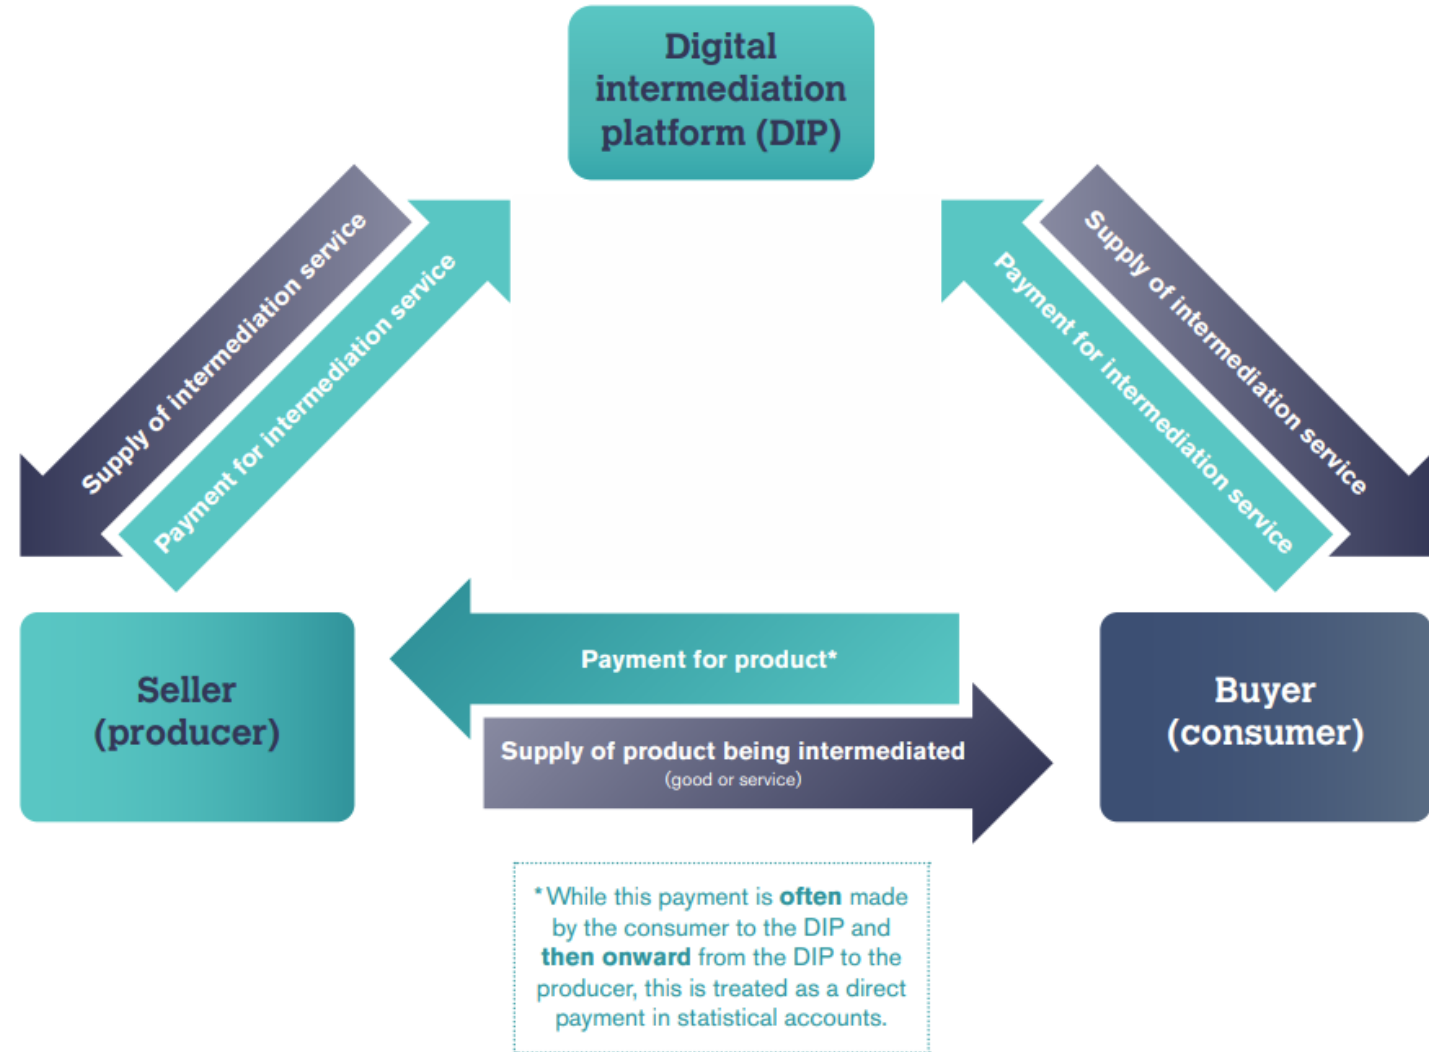 Digital
intermediation
platform (DIP)
Supply of intermediation service
Payment for intermediation service
Payment for intermediation service
Supply of intermediation service
Payment for product*
Seller
(producer)
Buyer
(consumer)
Supply of product being intermediated
(good or service)
* While this payment is often made
by the consumer to the DIP and
then onward from the DIP to the
producer, this is treated as a direct
payment in statistical accounts.